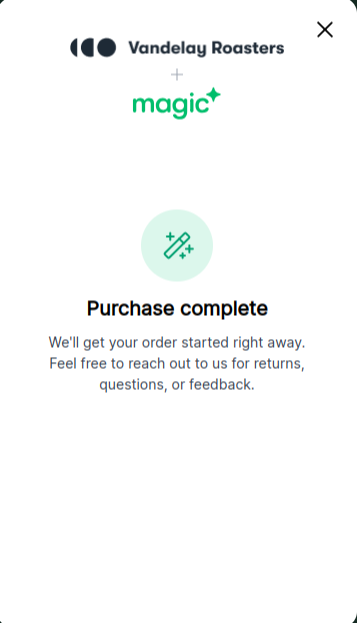 Vandelay Roasters
+
magic
Purchase complete
We'll get your order started right away.
Feel free to reach out to us for returns,
questions, or feedback.